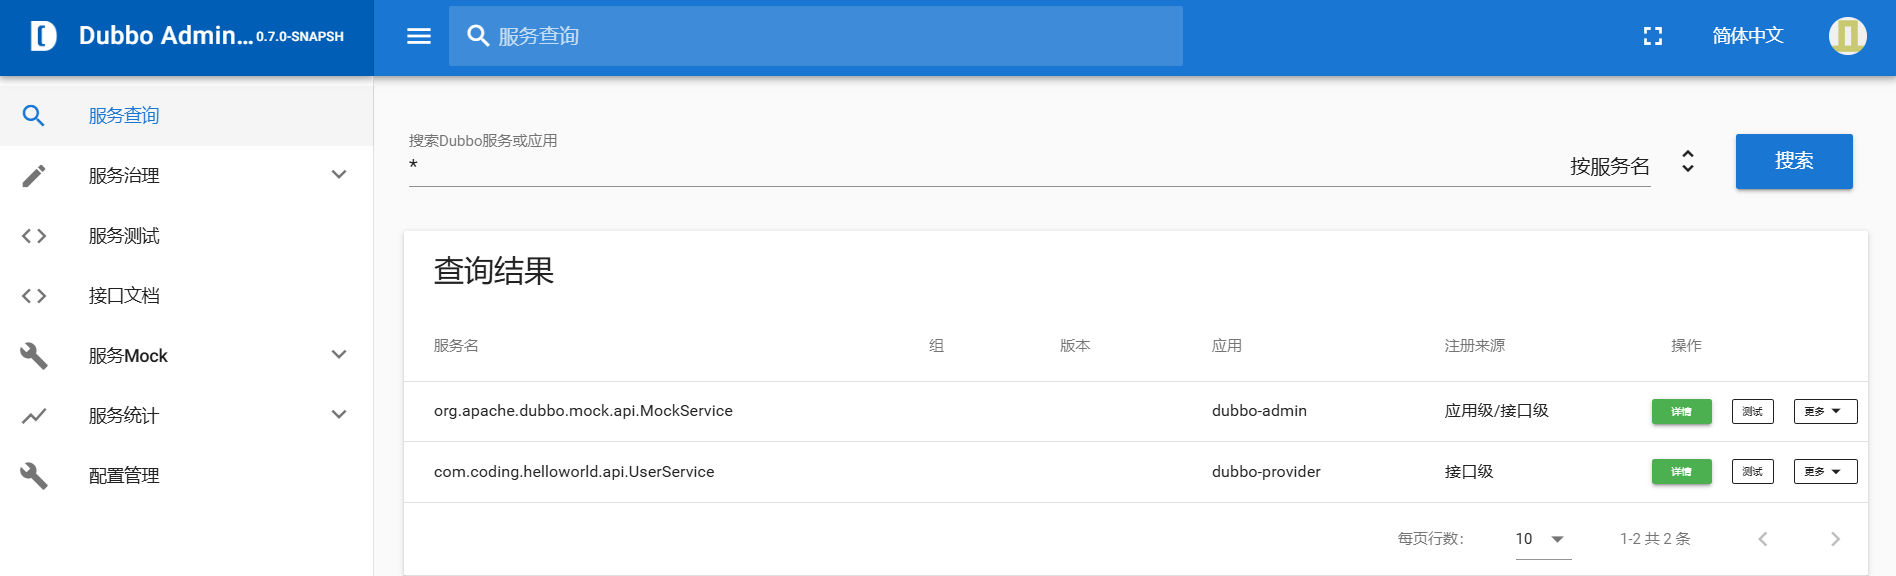 Dubbo Admin... 0.7.0-SNAPSH
服务查询
简体中文
服务查询
服务治理
服务测试
接口文档
服务Mock
服务统计
配置管理
搜索Dubbo服务或应用
*
按服务名
搜索
查询结果
服务名 组 版本 应用 注册来源 操作
org.apache.dubbo.mock.api.MockService dubbo-admin 应用级/接口级 详情 测试 更多
com.coding.helloworld.api.UserService dubbo-provider 接口级 详情 测试 更多
每页行数: 10 1-2 共 2 条